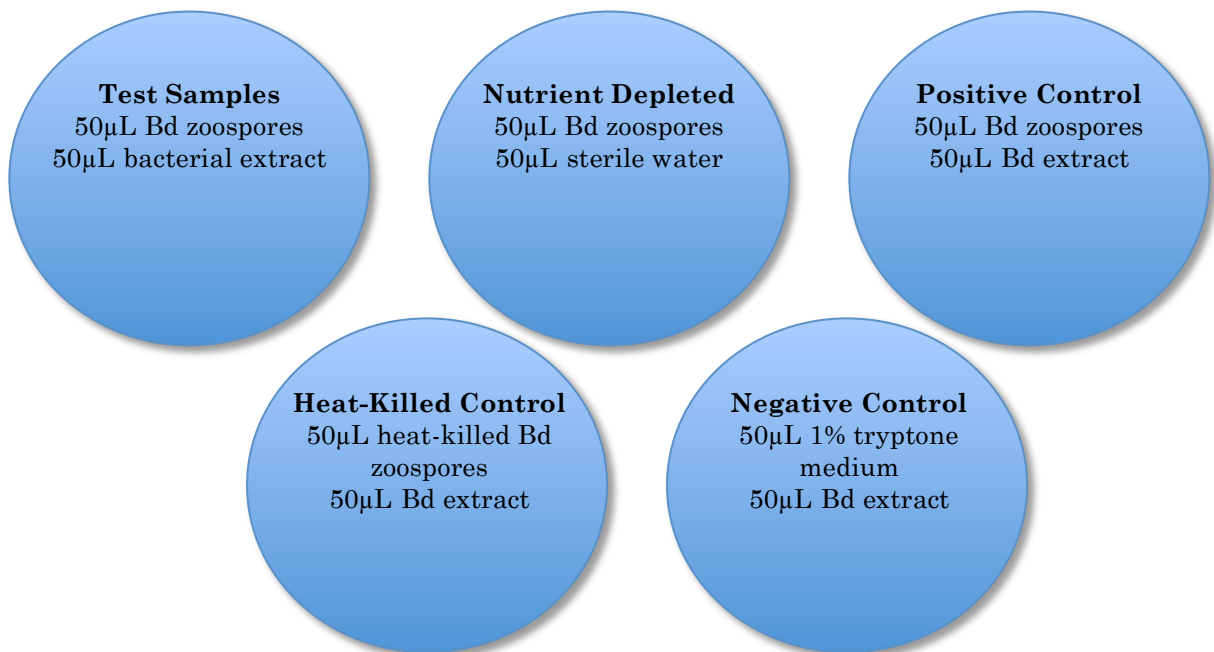 Test Samples
50µL Bd zoospores
50µL bacterial extract
Nutrient Depleted
50µL Bd zoospores
50µL sterile water
Positive Control
50µL Bd zoospores
50µL Bd extract
Heat-Killed Control
50µL heat-killed Bd
zoospores
50µL Bd extract
Negative Control
50µL 1% tryptone
medium
50µL Bd extract